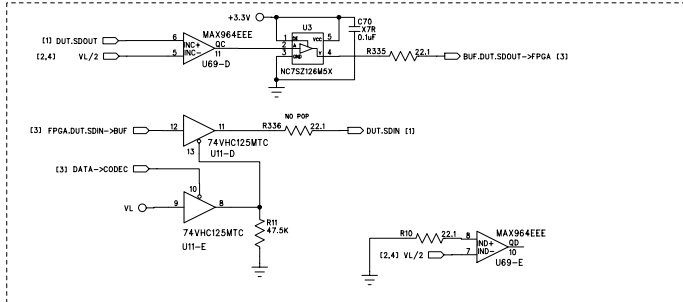 +3.3V
C70
X7R
0.1uF
U3
MAX964EEE
[1] DUT.SDOUT
6
INC+
QC
[2,4]
VL/2
5
INC-
11
U69-D
1
OE
VCC
5
2
A
3
GND
Y
4
NC7SZ126M5X
R335
22.1
BUF.DUT.SDOUT->FPGA [3]
NO POP
[3] FPGA.DUT.SDIN->BUF
12
11
R336
22.1
DUT.SDIN [1]
13
74VHC125MTC
U11-D
[3] DATA->CODEC
10
VL
9
8
74VHC125MTC
U11-E
R11
47.5K
R10
22.1
8
IND+
QD
MAX964EEE
[2,4] VL/2
7
IND-
10
U69-E